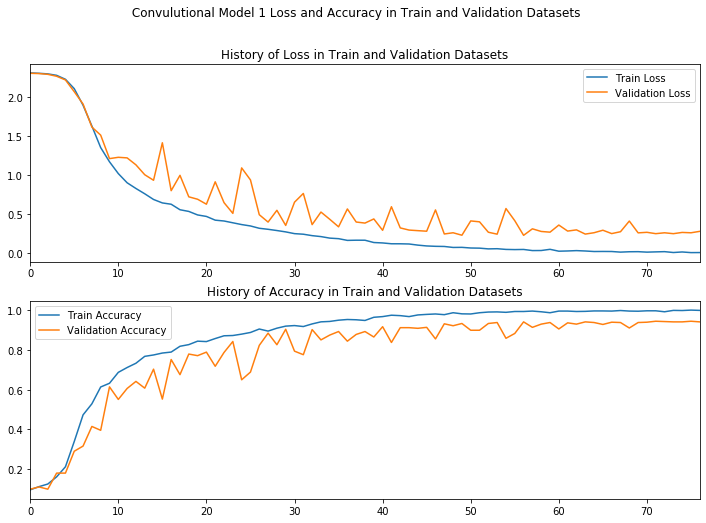 Convulutional Model 1 Loss and Accuracy in Train and Validation Datasets
History of Loss in Train and Validation Datasets
Train Loss
Validation Loss
2.0
1.5
1.0
0.5
0.0
0 10 20 30 40 50 60 70
History of Accuracy in Train and Validation Datasets
Train Accuracy
Validation Accuracy
1.0
0.8
0.6
0.4
0.2
0 10 20 30 40 50 60 70